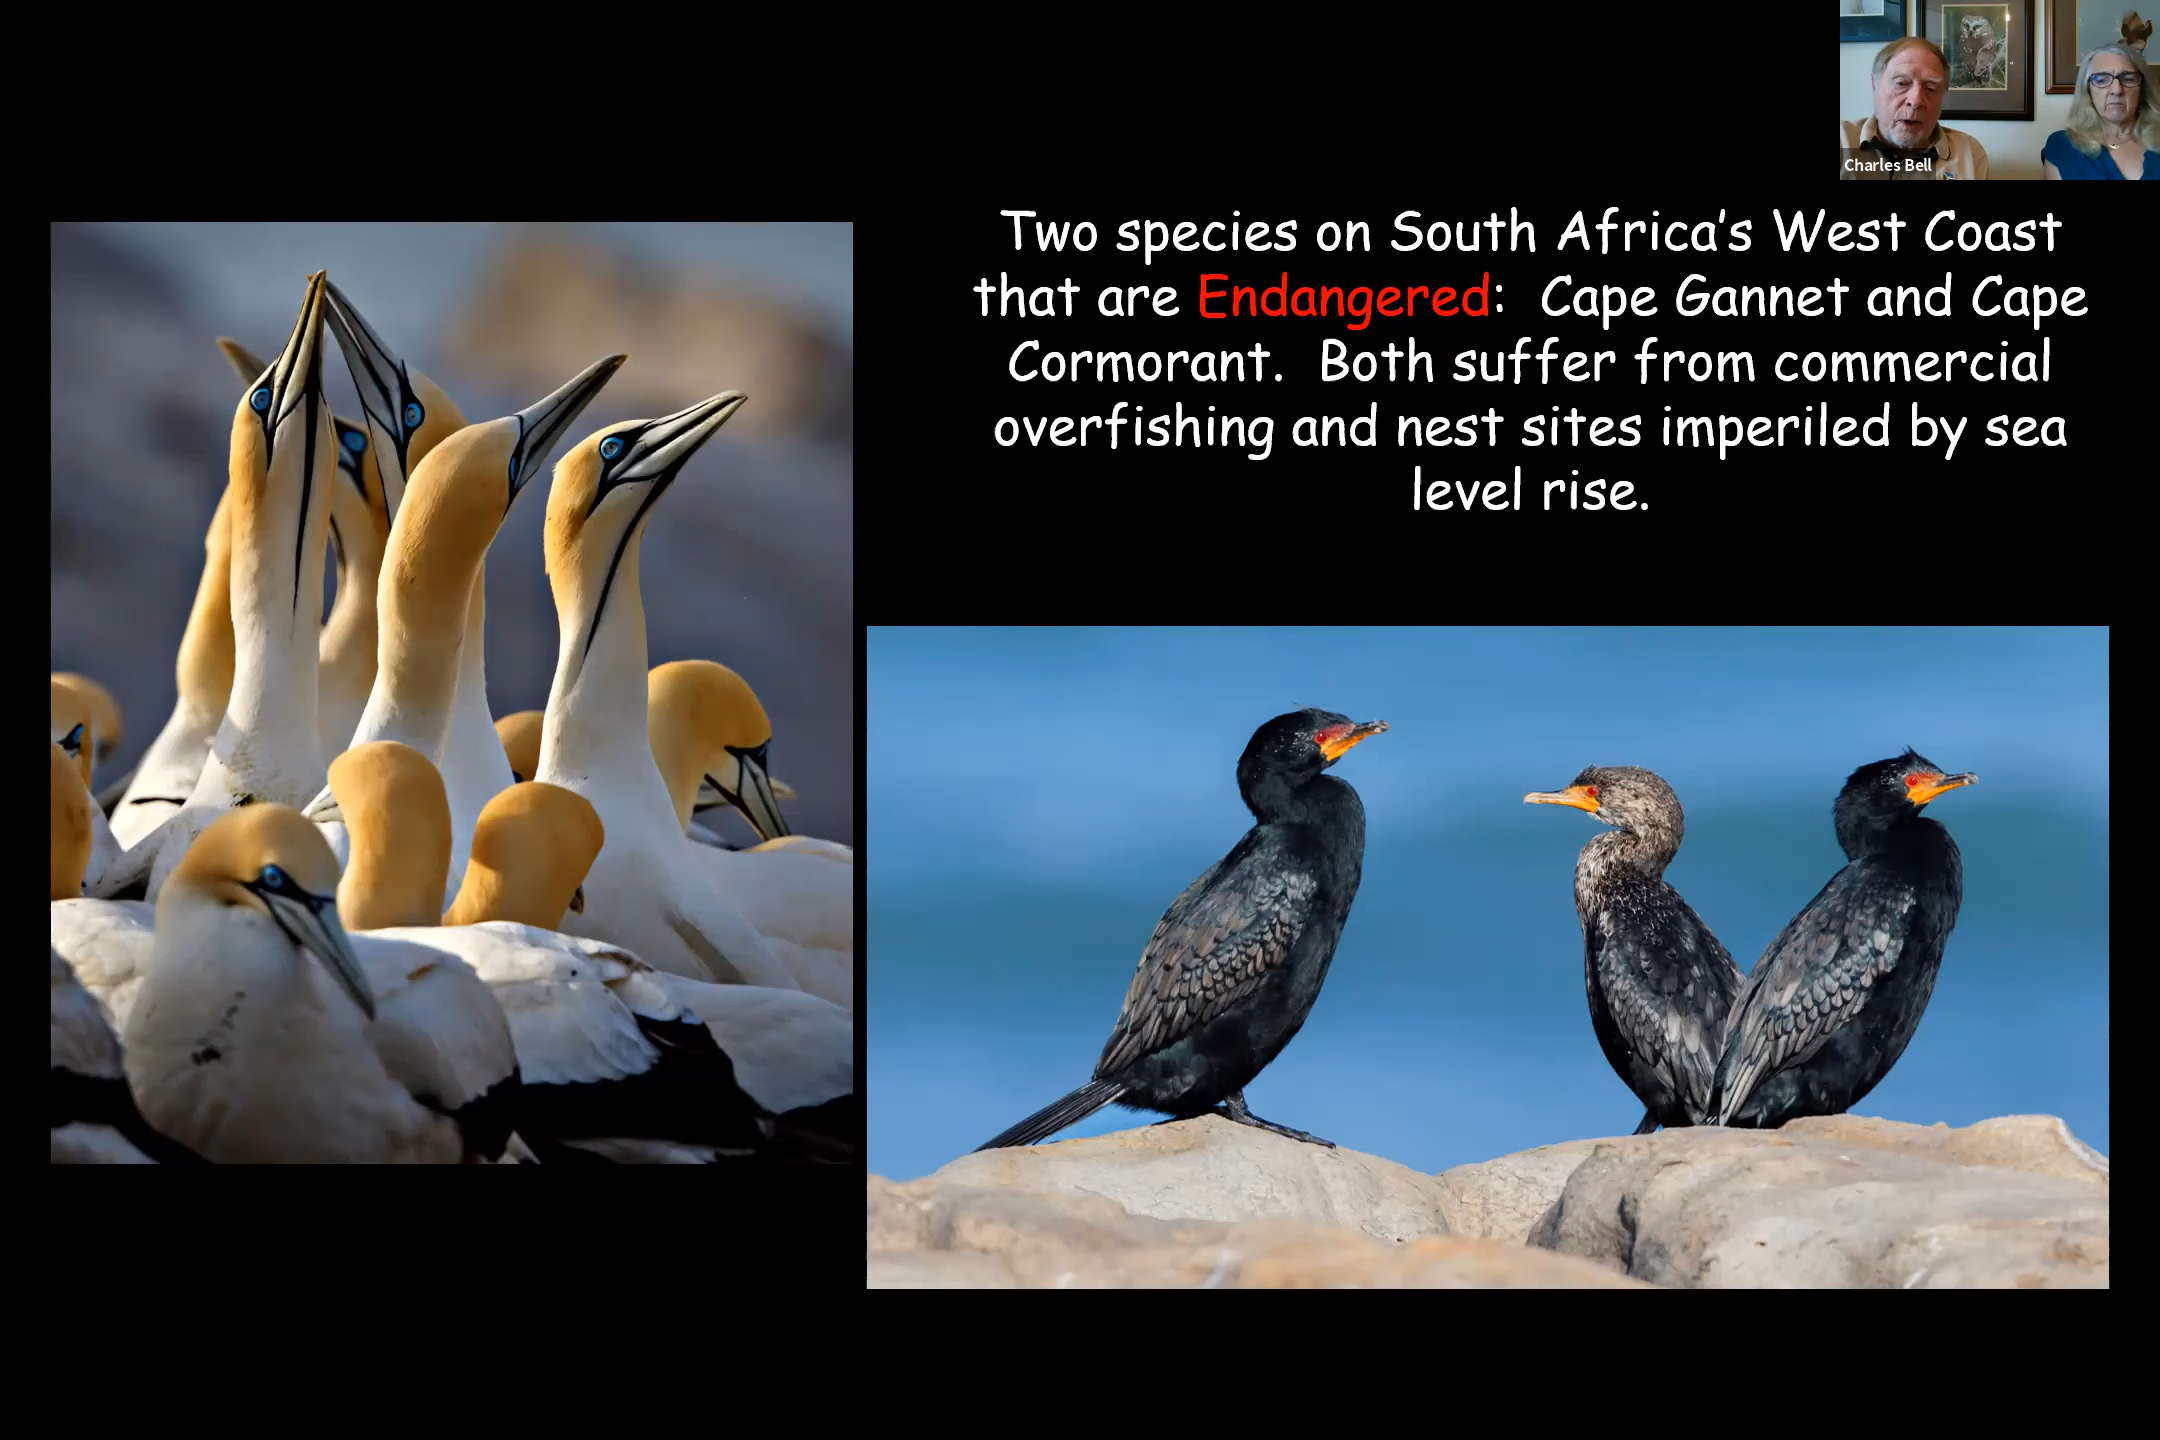 Charles Bell
Two species on South Africa's West Coast
that are Endangered:  Cape Gannet and Cape
Cormorant.  Both suffer from commercial
overfishing and nest sites imperiled by sea
level rise.